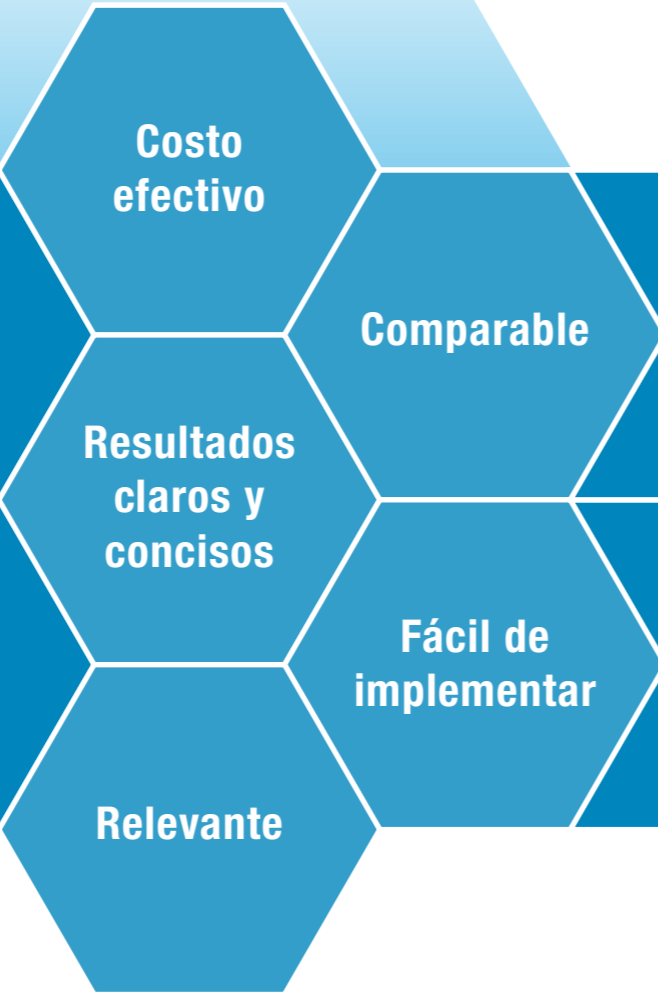 Costo
efectivo
Comparable
Resultados
claros y
concisos
Fácil de
implementar
Relevante